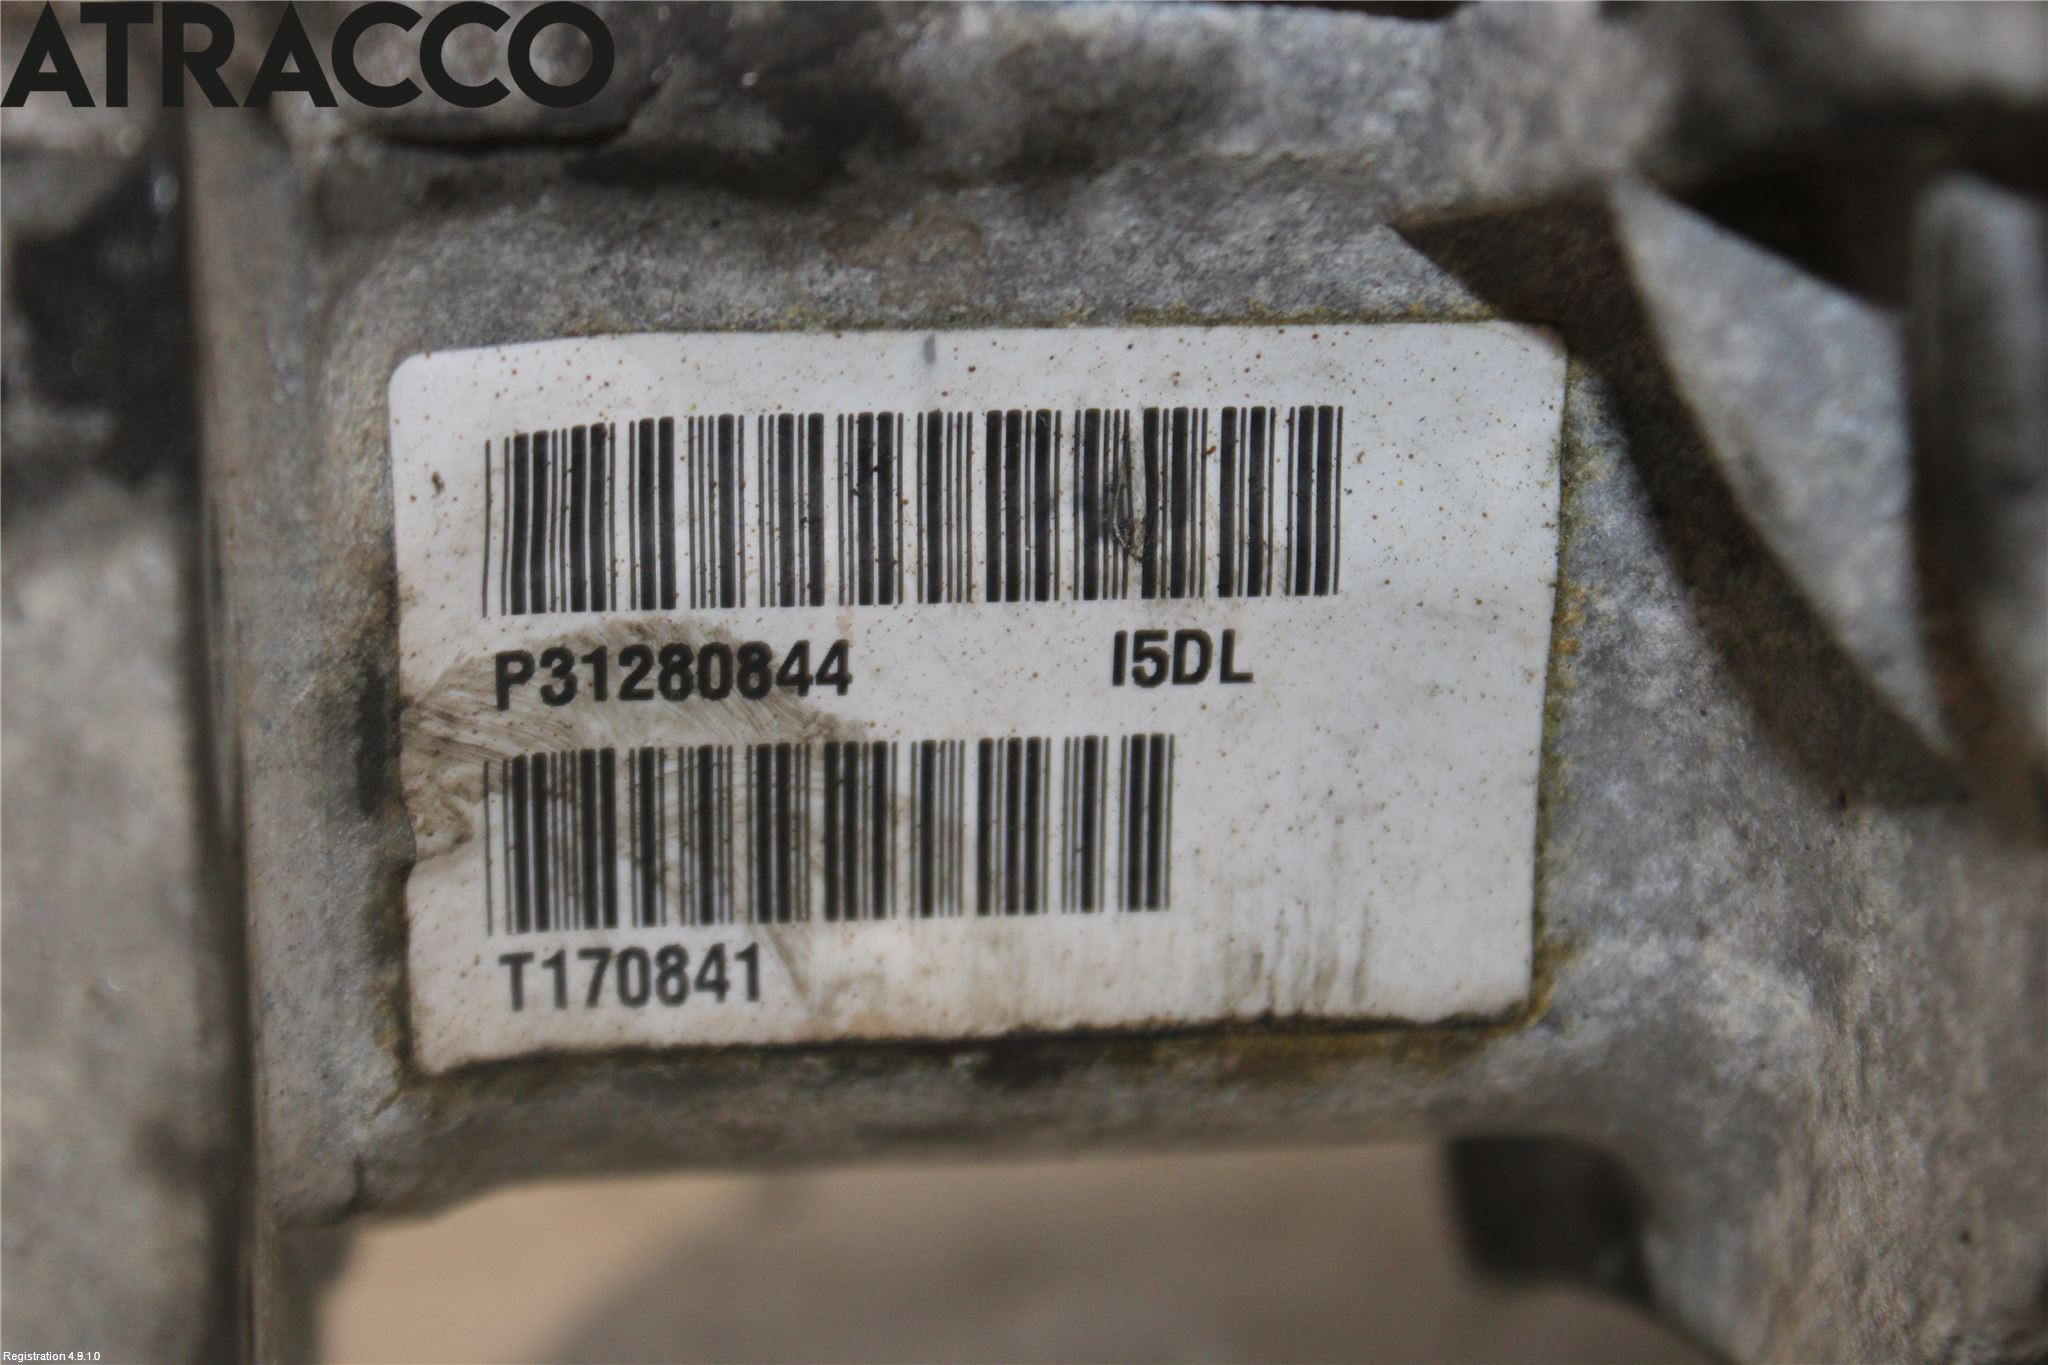 ATRACCO
P31280844 I5DL
T170841
Registration 4.9.1.0